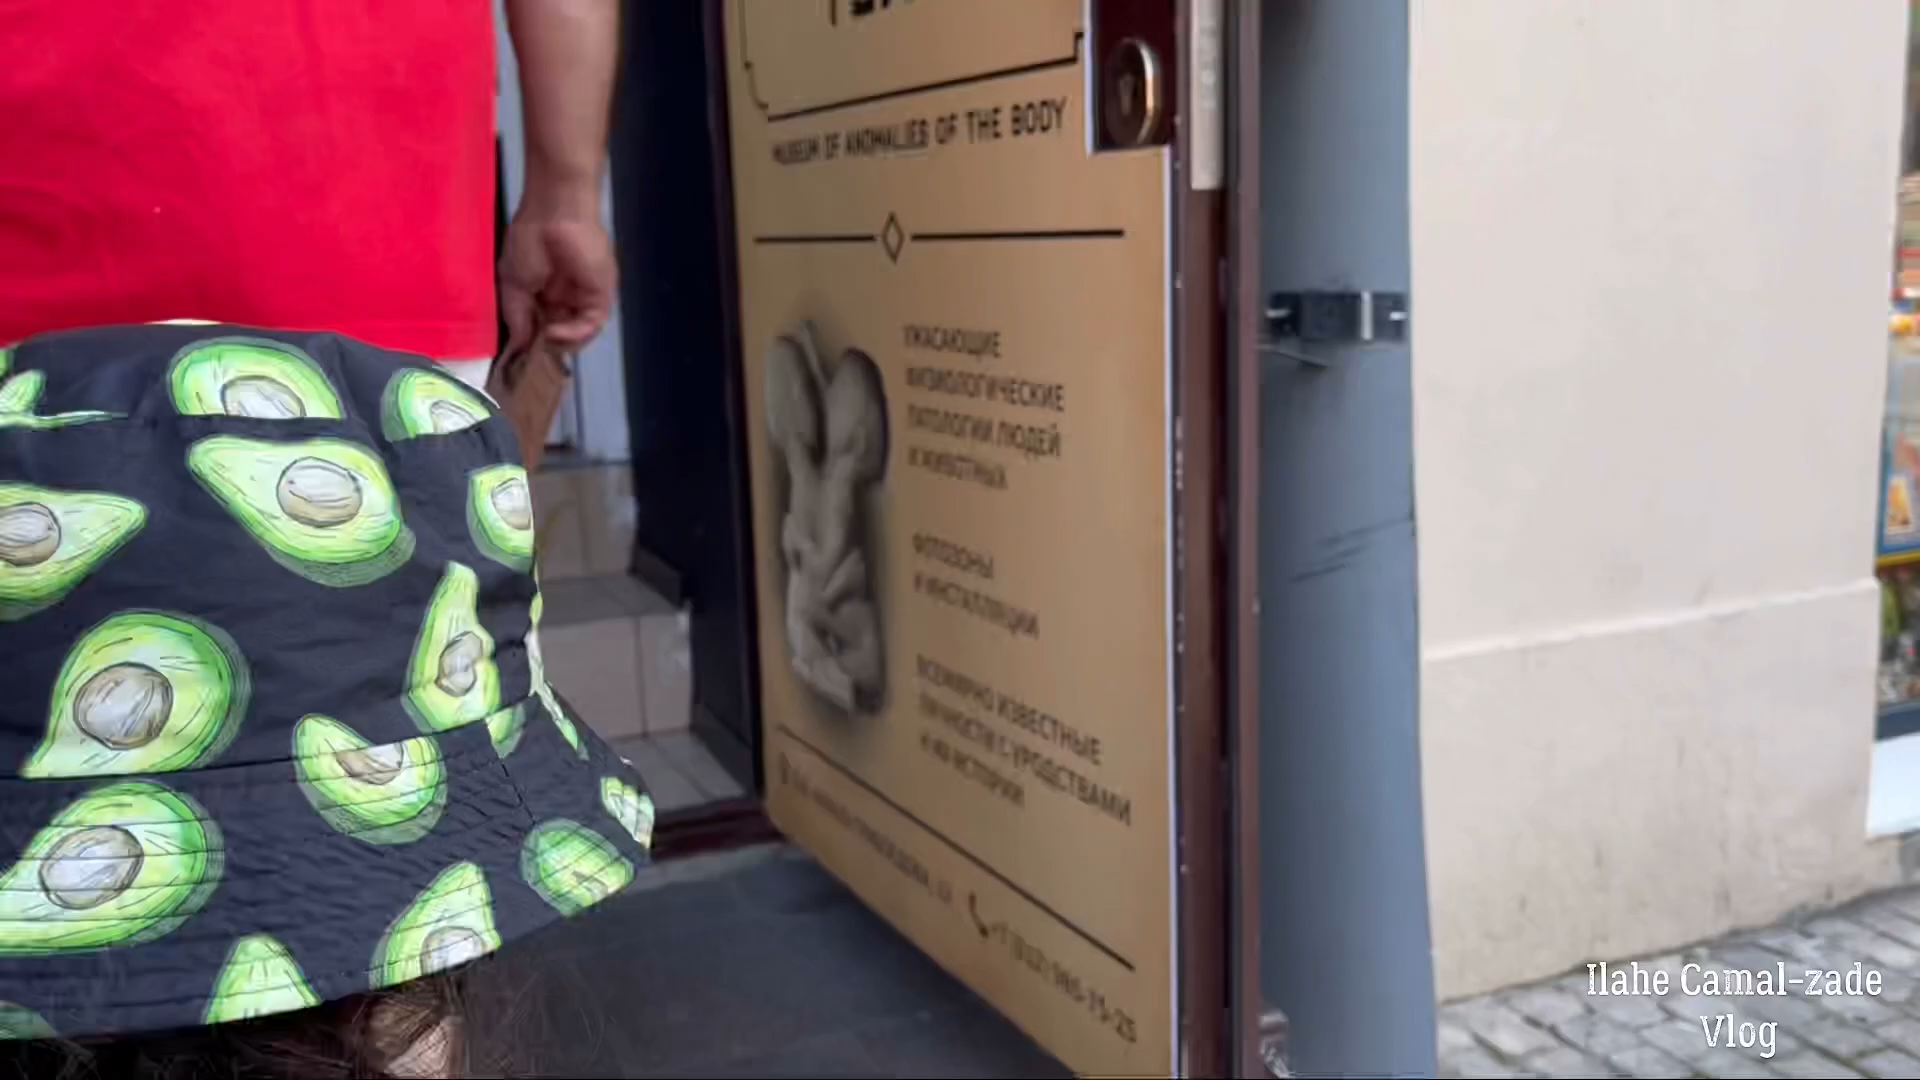 MUSEUM OF ANOMALIES OF THE BODY
УЖАСАЮЩИЕ
ФИЗИОЛОГИЧЕСКИЕ
ПАТОЛОГИИ ЛЮДЕЙ
И ЖИВОТНЫХ
ФОТОЗОНЫ
И ИНСТАЛЛЯЦИИ
ВСЕМИРНО ИЗВЕСТНЫЕ
ЛИЧНОСТИ С УРОДСТВАМИ
И ИХ ИСТОРИИ
Ilahe Camal-zade
Vlog